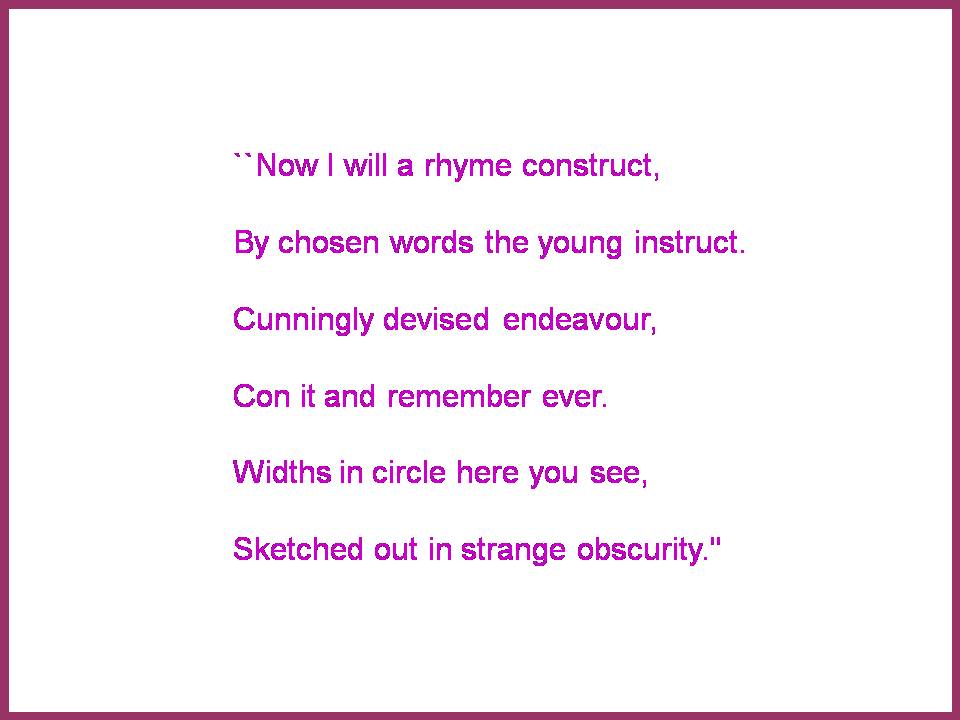 ``Now I will a rhyme construct,
By chosen words the young instruct.
Cunningly devised endeavour,
Con it and remember ever.
Widths in circle here you see,
Sketched out in strange obscurity."